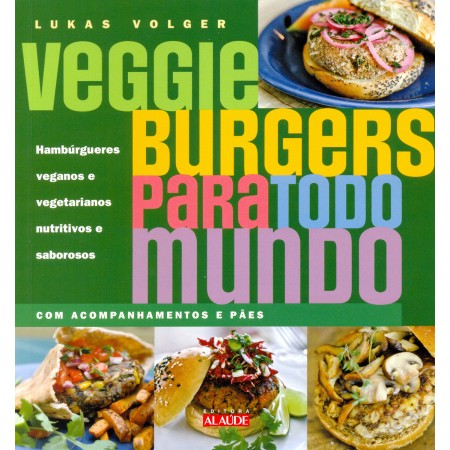 LUKAS VOLGER
VEGGIE
BURGERS
PARA TODO
MUNDO
Hambúrgueres
veganos e
vegetarianos
nutritivos e
saborosos
COM ACOMPANHAMENTOS E PÃES
EDITORA
ALAÚDE